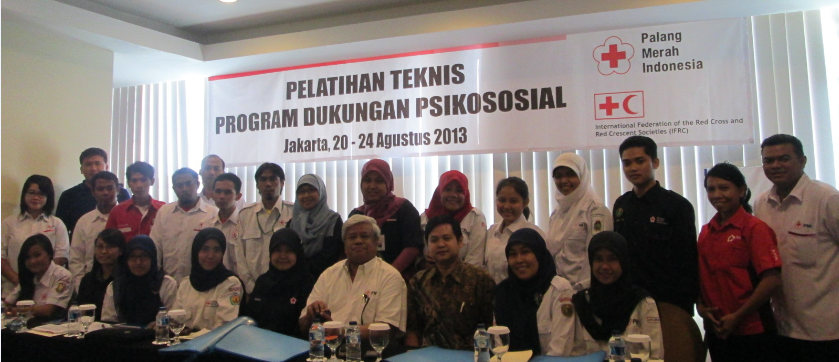 PELATIHAN TEKNIS
PROGRAM DUKUNGAN PSIKOSOSIAL
Jakarta, 20 - 24 Agustus 2013
Palang
Merah
Indonesia
International Federation of the Red Cross and
Red Crescent Societies (IFRC)